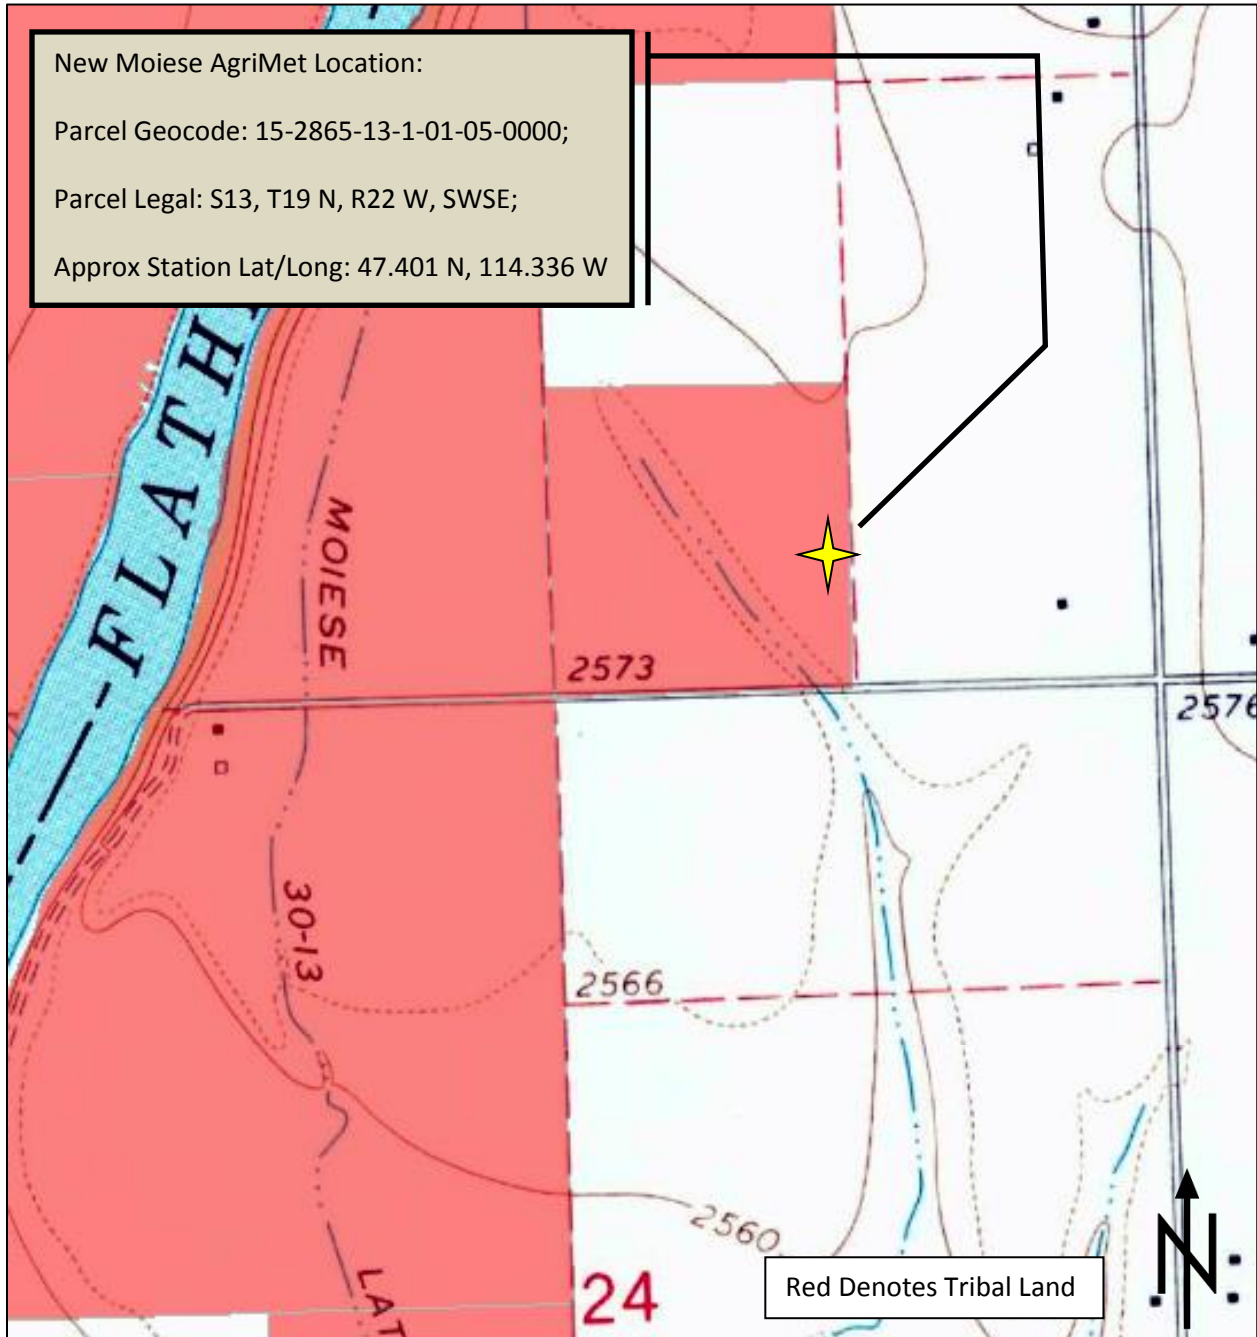 New Moiese AgriMet Location:
Parcel Geocode: 15-2865-13-1-01-05-0000;
Parcel Legal: S13, T19 N, R22 W, SWSE;
Approx Station Lat/Long: 47.401 N, 114.336 W
FLATH
MOIESE
2573
2576
30-13
2566
2560
LAT
24
Red Denotes Tribal Land
N